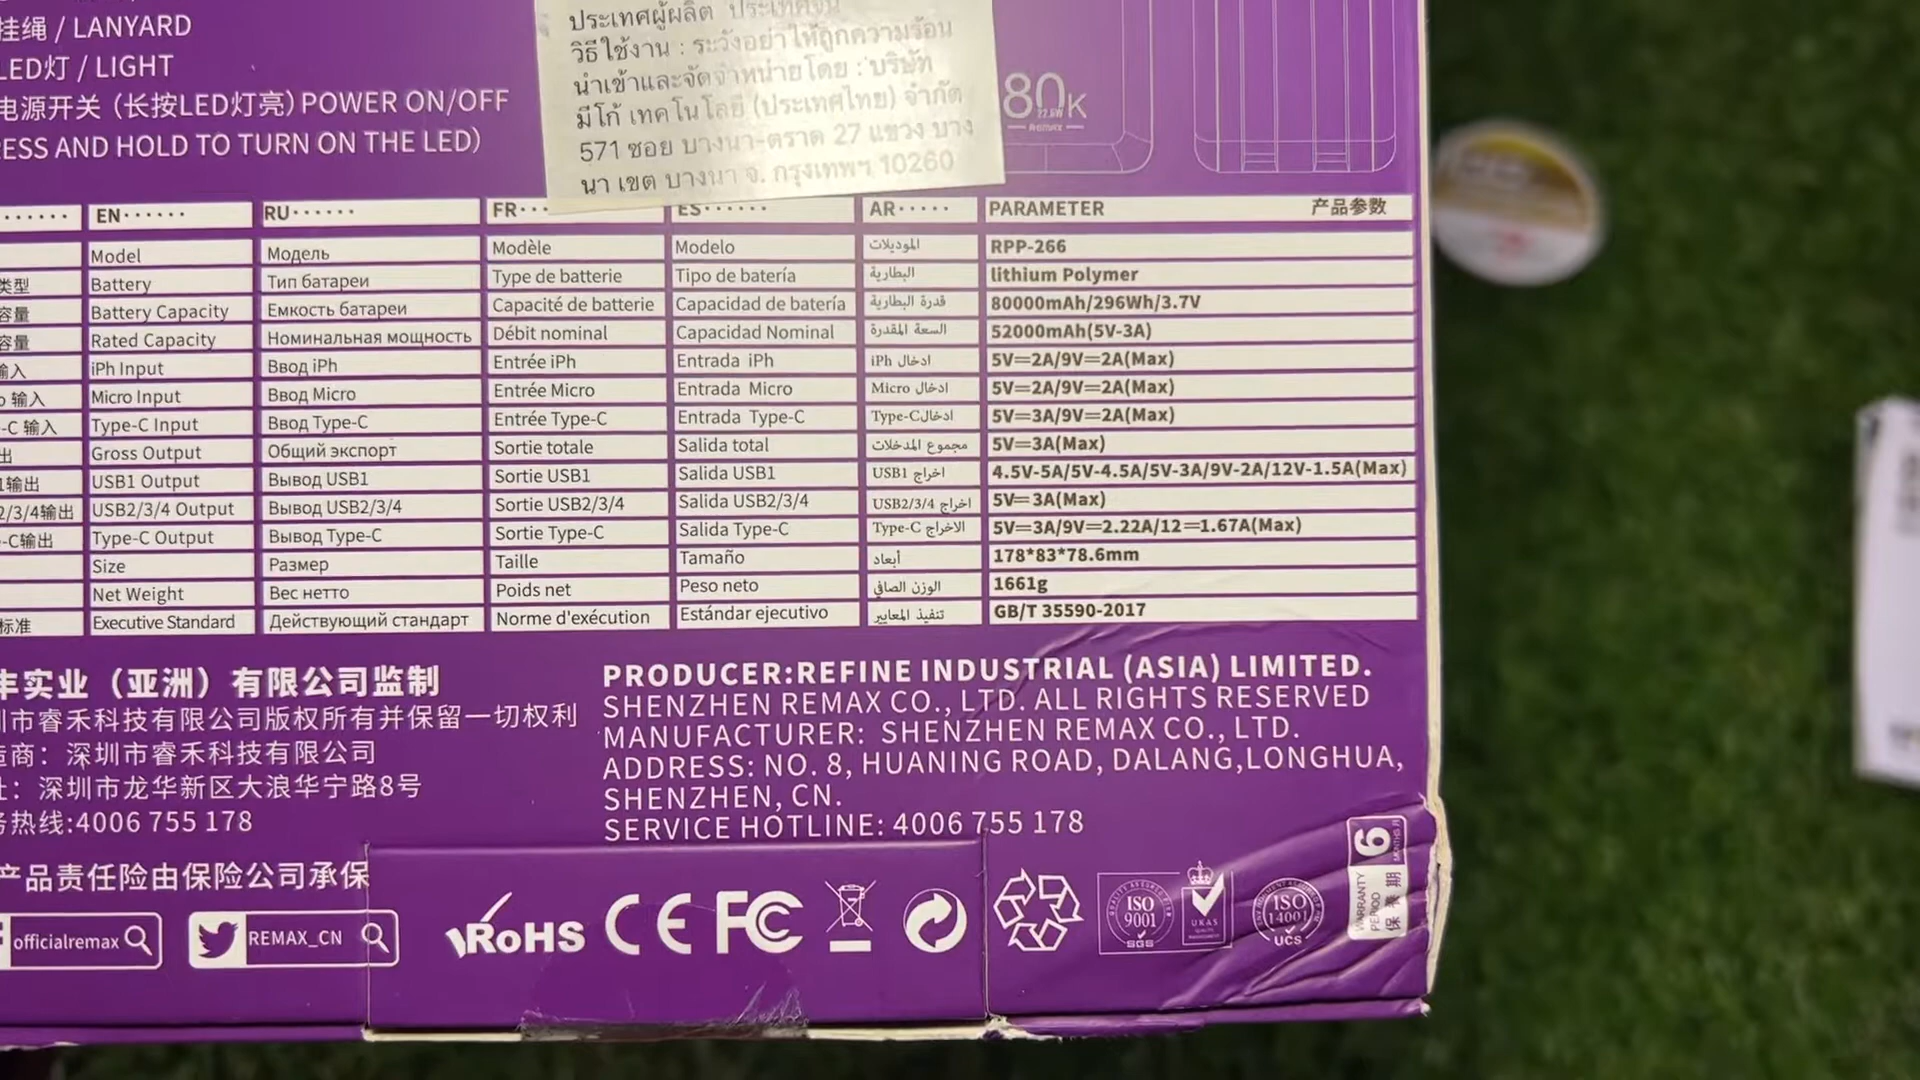 挂绳 / LANYARD
LED灯 / LIGHT
电源开关（长按LED灯亮）POWER ON/OFF
ESS AND HOLD TO TURN ON THE LED）
ประเทศผู้ผลิต ประเทศจีน
วิธีใช้งาน : ระวังอย่าให้ถูกความร้อน
นำเข้าและจัดจำหน่ายโดย : บริษัท
มีโก้ เทคโนโลยี (ประเทศไทย) จำกัด
571 ซอย บางนา-ตราด 27 แขวง บาง
นา เขต บางนา จ. กรุงเทพฯ 10260
80K
22.5W
REMAX
EN······ RU······ FR··· ES······ AR····· PARAMETER 产品参数
Model Модель Modèle Modelo الموديلات RPP-266
类型 Battery Тип батареи Type de batterie Tipo de batería البطارية lithium Polymer
容量 Battery Capacity Емкость батареи Capacité de batterie Capacidad de batería قدرة البطارية 80000mAh/296Wh/3.7V
容量 Rated Capacity Номинальная мощность Débit nominal Capacidad Nominal السعة المقدرة 52000mAh(5V-3A)
输入 iPh Input Ввод iPh Entrée iPh Entrada iPh ادخال iPh 5V⎓2A/9V⎓2A(Max)
o 输入 Micro Input Ввод Micro Entrée Micro Entrada Micro ادخال Micro 5V⎓2A/9V⎓2A(Max)
-C 输入 Type-C Input Ввод Type-C Entrée Type-C Entrada Type-C ادخالType-C 5V⎓3A/9V⎓2A(Max)
出 Gross Output Общий экспорт Sortie totale Salida total مجموع المدخلات 5V⎓3A(Max)
1输出 USB1 Output Вывод USB1 Sortie USB1 Salida USB1 اخراج USB1 4.5V-5A/5V-4.5A/5V-3A/9V-2A/12V-1.5A(Max)
2/3/4输出 USB2/3/4 Output Вывод USB2/3/4 Sortie USB2/3/4 Salida USB2/3/4 اخراج USB2/3/4 5V⎓3A(Max)
-C输出 Type-C Output Вывод Type-C Sortie Type-C Salida Type-C الاخراج Type-C 5V⎓3A/9V⎓2.22A/12⎓1.67A(Max)
Size Размер Taille Tamaño أبعاد 178*83*78.6mm
Net Weight Вес нетто Poids net Peso neto الوزن الصافي 1661g
标准 Executive Standard Действующий стандарт Norme d'exécution Estándar ejecutivo تنفيذ المعايير GB/T 35590-2017
丰实业（亚洲）有限公司监制
圳市睿禾科技有限公司版权所有并保留一切权利
造商：深圳市睿禾科技有限公司
址：深圳市龙华新区大浪华宁路8号
务热线:4006 755 178
产品责任险由保险公司承保
PRODUCER:REFINE INDUSTRIAL (ASIA) LIMITED.
SHENZHEN REMAX CO., LTD. ALL RIGHTS RESERVED
MANUFACTURER: SHENZHEN REMAX CO., LTD.
ADDRESS: NO. 8, HUANING ROAD, DALANG,LONGHUA,
SHENZHEN, CN.
SERVICE HOTLINE: 4006 755 178
officialremax
REMAX_CN
RoHS CE FC
ISO
9001
SGS
UKAS
ISO
14001
UCS
6
MONTHS
WARRANTY
PERIOD
保養期